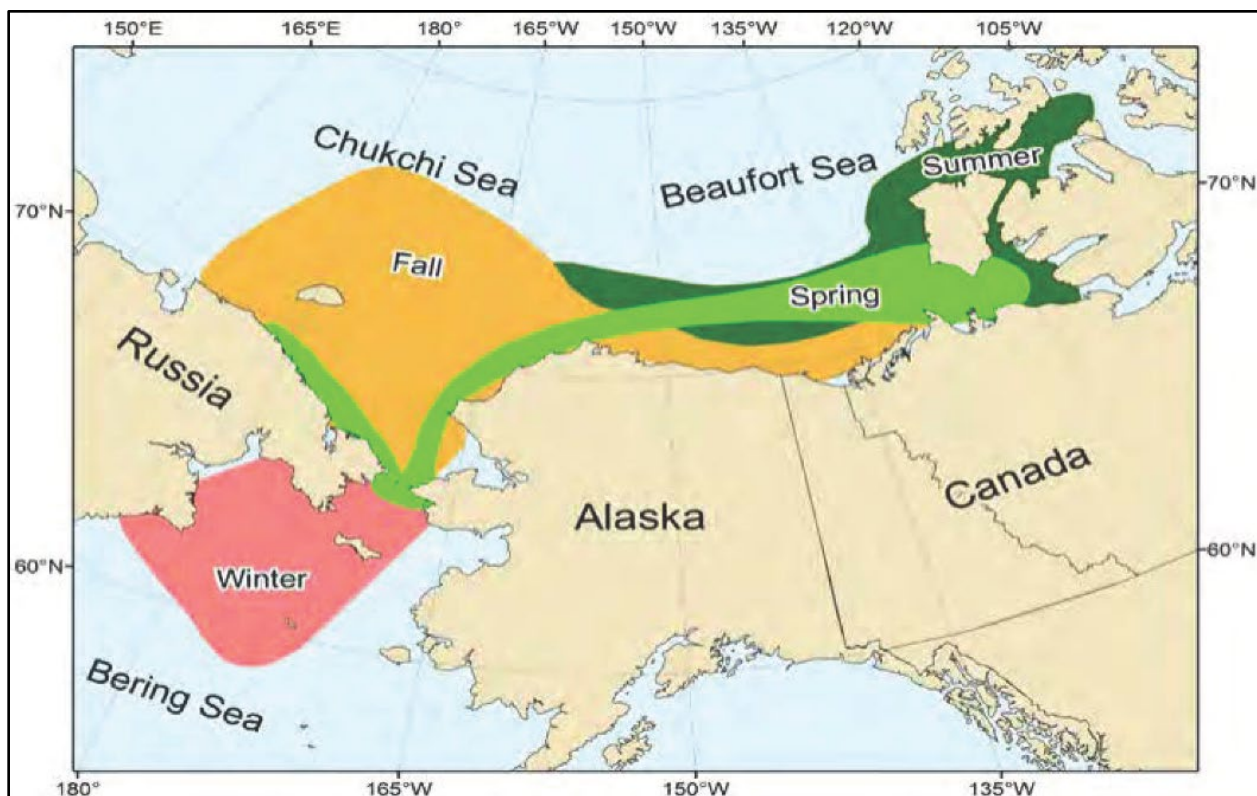 150°E 165°E 180° 165°W 150°W 135°W 120°W 105°W
Chukchi Sea
Beaufort Sea
Summer
70°N 70°N
Fall
Spring
Russia
Canada
Alaska
60°N 60°N
Winter
Bering Sea
180° 165°W 150°W 135°W